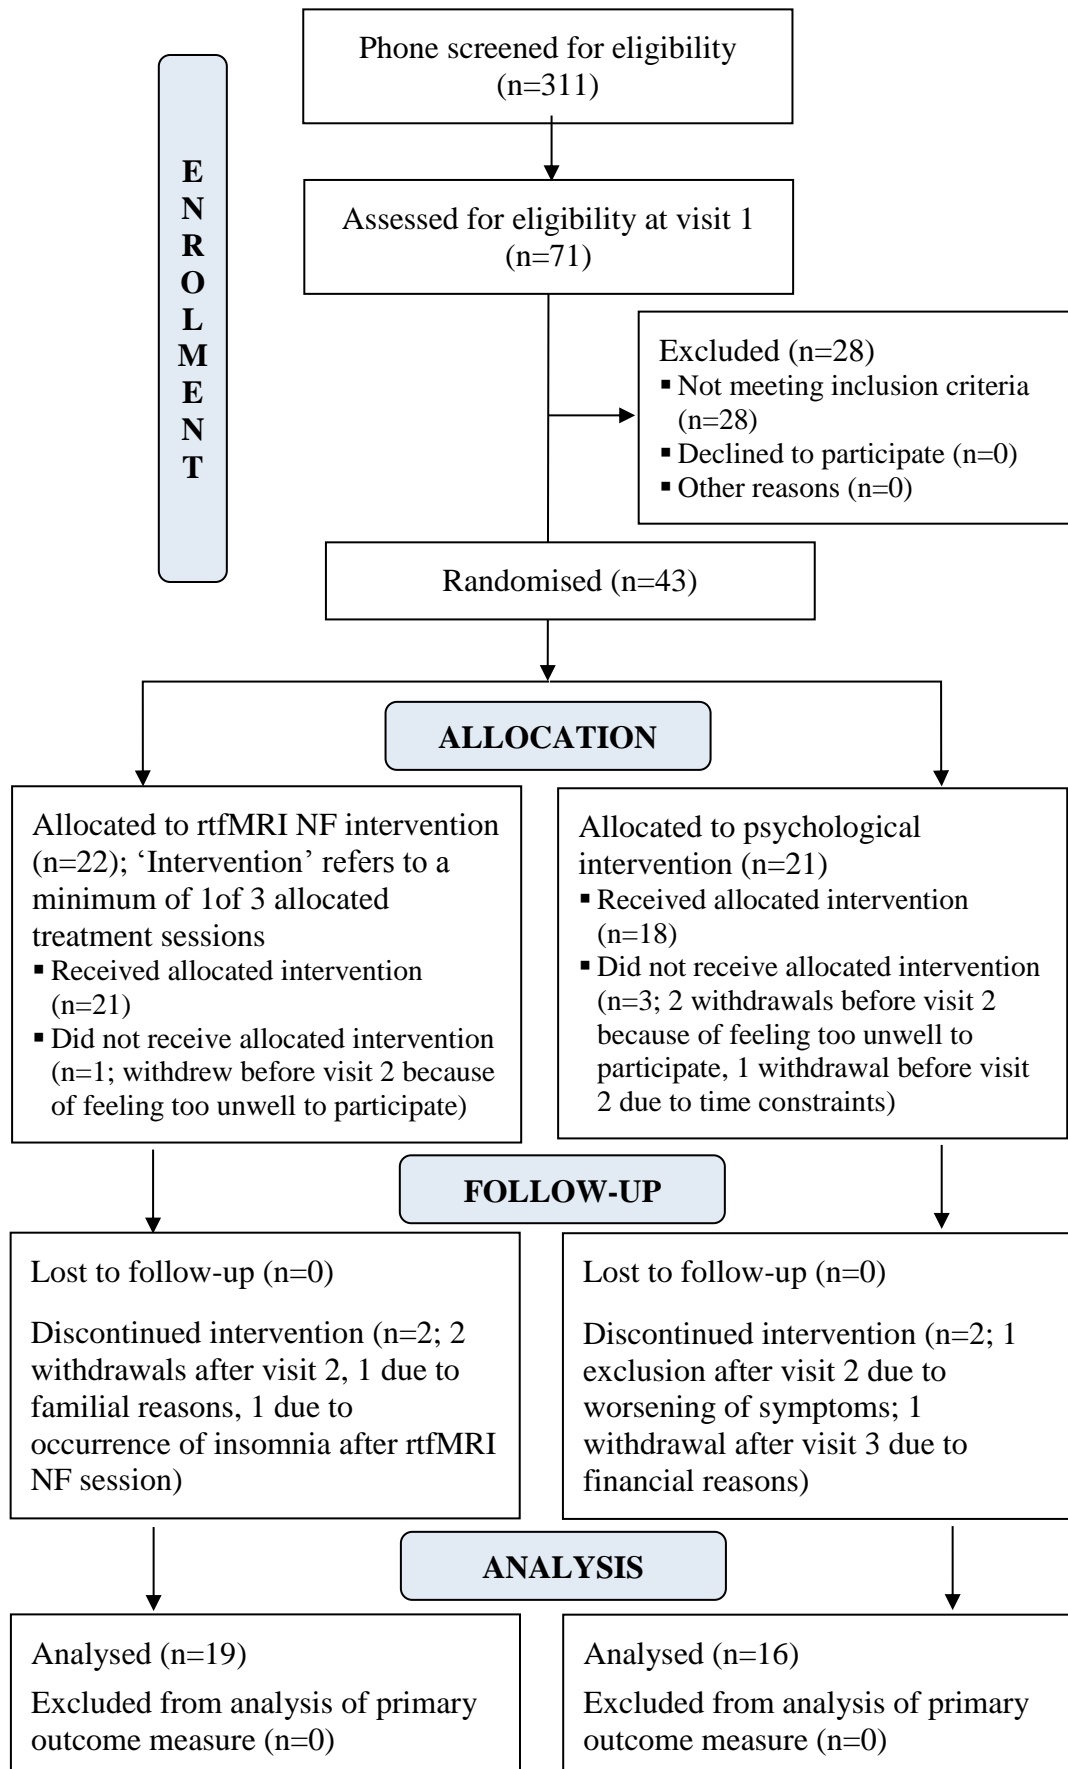 Phone screened for eligibility
(n=311)
E
N
R
O
L
M
E
N
T
Assessed for eligibility at visit 1
(n=71)
Excluded (n=28)
▪ Not meeting inclusion criteria
(n=28)
▪ Declined to participate (n=0)
▪ Other reasons (n=0)
Randomised (n=43)
ALLOCATION
Allocated to rtfMRI NF intervention
(n=22); ‘Intervention’ refers to a
minimum of 1of 3 allocated
treatment sessions
▪ Received allocated intervention
(n=21)
▪ Did not receive allocated intervention
(n=1; withdrew before visit 2 because
of feeling too unwell to participate)
Allocated to psychological
intervention (n=21)
▪ Received allocated intervention
(n=18)
▪ Did not receive allocated intervention
(n=3; 2 withdrawals before visit 2
because of feeling too unwell to
participate, 1 withdrawal before visit
2 due to time constraints)
FOLLOW-UP
Lost to follow-up (n=0)
Discontinued intervention (n=2; 2
withdrawals after visit 2, 1 due to
familial reasons, 1 due to
occurrence of insomnia after rtfMRI
NF session)
Lost to follow-up (n=0)
Discontinued intervention (n=2; 1
exclusion after visit 2 due to
worsening of symptoms; 1
withdrawal after visit 3 due to
financial reasons)
ANALYSIS
Analysed (n=19)
Excluded from analysis of primary
outcome measure (n=0)
Analysed (n=16)
Excluded from analysis of primary
outcome measure (n=0)